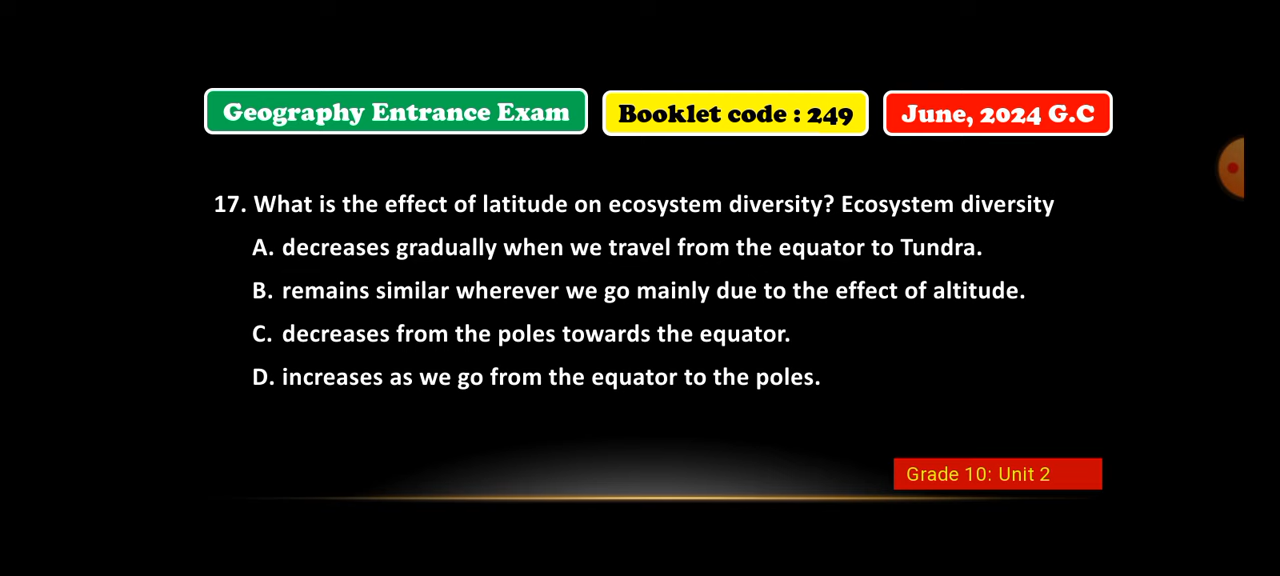 Geography Entrance Exam
Booklet code : 249
June, 2024 G.C
17. What is the effect of latitude on ecosystem diversity? Ecosystem diversity
A. decreases gradually when we travel from the equator to Tundra.
B. remains similar wherever we go mainly due to the effect of altitude.
C. decreases from the poles towards the equator.
D. increases as we go from the equator to the poles.
Grade 10: Unit 2